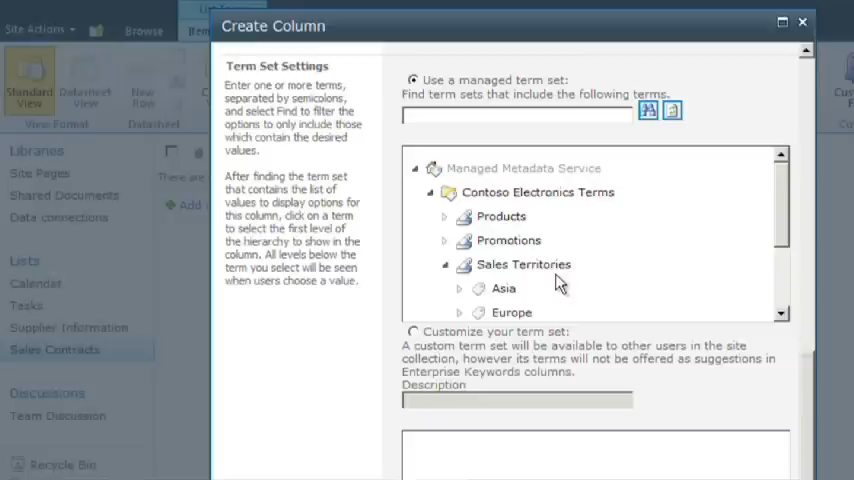 Create Column
Site Actions
Browse
Standard View
Datasheet View
New Row
View Format
Datasheet
Libraries
Site Pages
Shared Documents
Data connections
Lists
Calendar
Tasks
Supplier Information
Sales Contracts
Discussions
Team Discussion
Recycle Bin
There are
Add
Term Set Settings
Enter one or more terms,
separated by semicolons,
and select Find to filter the
options to only include those
which contain the desired
values.
After finding the term set
that contains the list of
values to display options for
this column, click on a term
to select the first level of
the hierarchy to show in the
column. All levels below the
term you select will be seen
when users choose a value.
Use a managed term set:
Find term sets that include the following terms.
Managed Metadata Service
Contoso Electronics Terms
Products
Promotions
Sales Territories
Asia
Europe
Customize your term set:
A custom term set will be available to other users in the site
collection, however its terms will not be offered as suggestions in
Enterprise Keywords columns.
Description